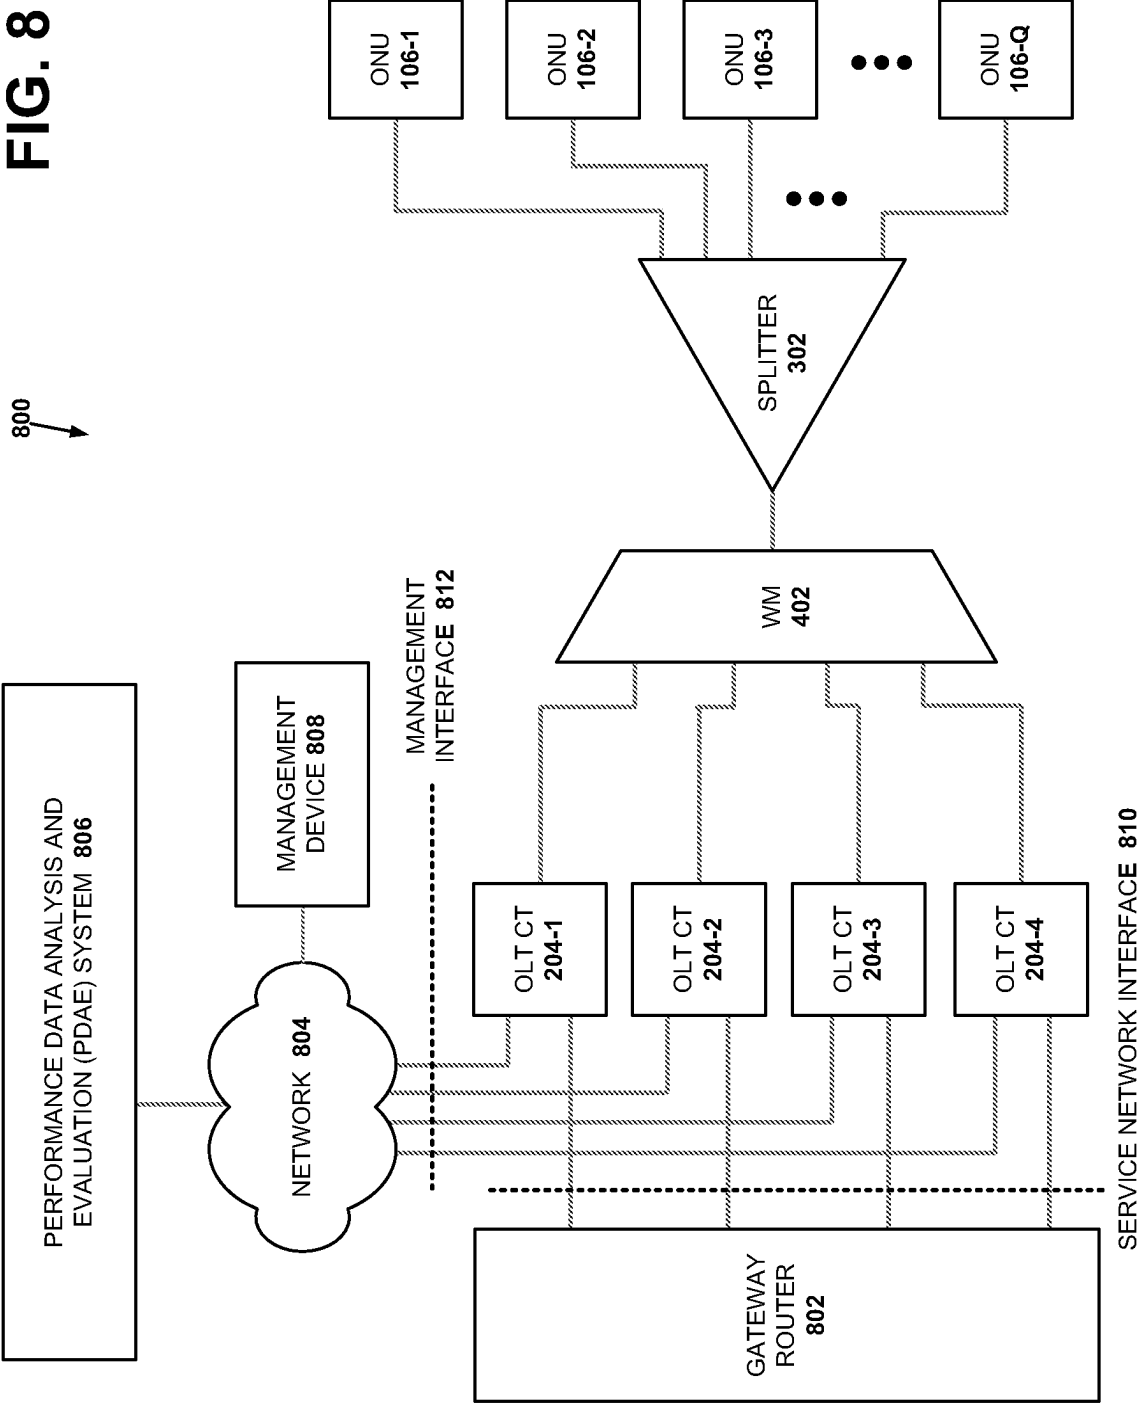 FIG. 8
800
PERFORMANCE DATA ANALYSIS AND
EVALUATION (PDAE) SYSTEM 806
NETWORK 804
MANAGEMENT
DEVICE 808
MANAGEMENT
INTERFACE 812
GATEWAY
ROUTER
802
SERVICE NETWORK INTERFACE 810
OLT CT
204-1
OLT CT
204-2
OLT CT
204-3
OLT CT
204-4
WM
402
SPLITTER
302
ONU
106-1
ONU
106-2
ONU
106-3
ONU
106-Q